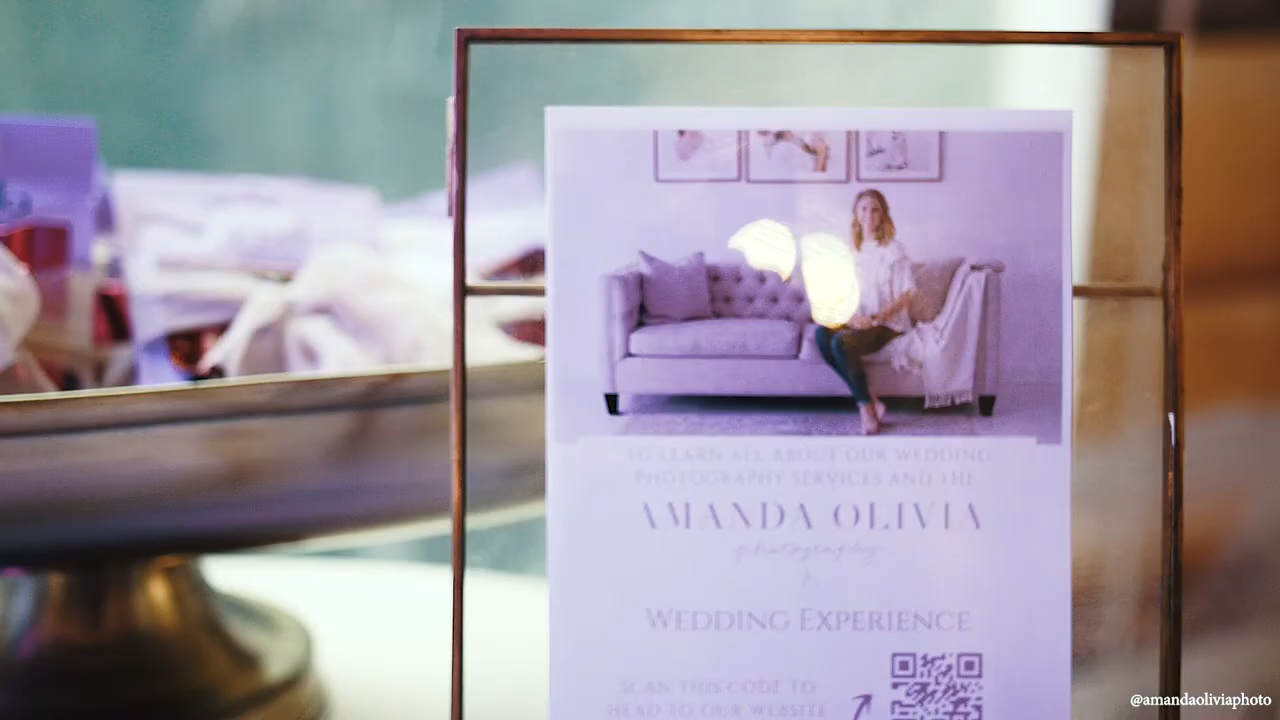 TO LEARN ALL ABOUT OUR WEDDING
PHOTOGRAPHY SERVICES AND THE
AMANDA OLIVIA
photography
WEDDING EXPERIENCE
SCAN THIS CODE TO
HEAD TO OUR WEBSITE
@amandaoliviaphoto